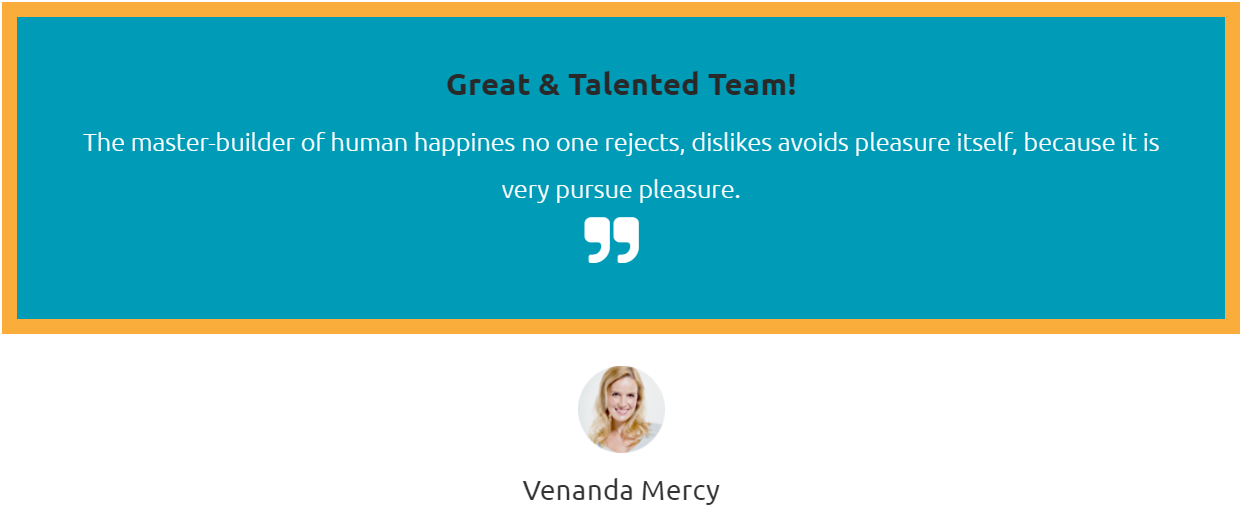 Great & Talented Team!
The master-builder of human happines no one rejects, dislikes avoids pleasure itself, because it is
very pursue pleasure.
Venanda Mercy